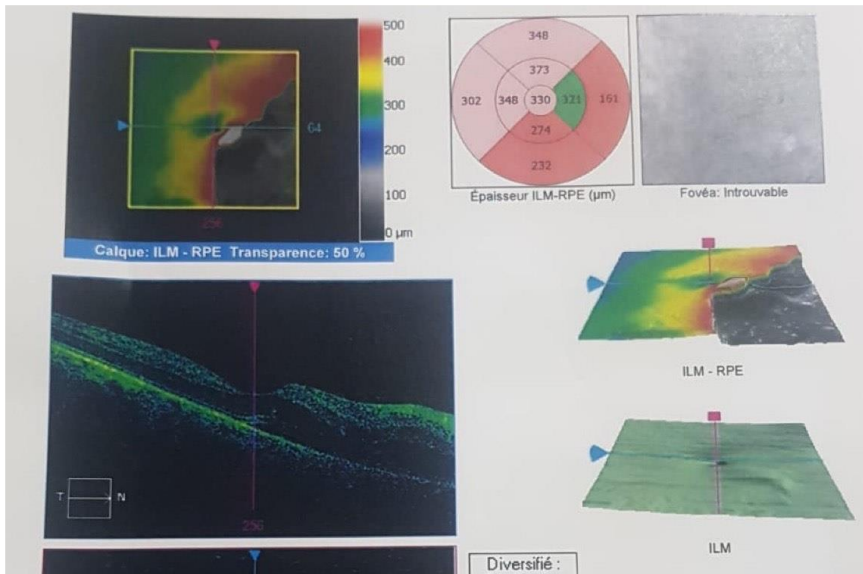 500
400
300
200
100
0 µm
64
256
Calque: ILM - RPE Transparence: 50 %
348
373
302
348
330
321
161
274
232
Épaisseur ILM-RPE (µm)
Fovéa: Introuvable
ILM - RPE
T
N
256
ILM
Diversifié :